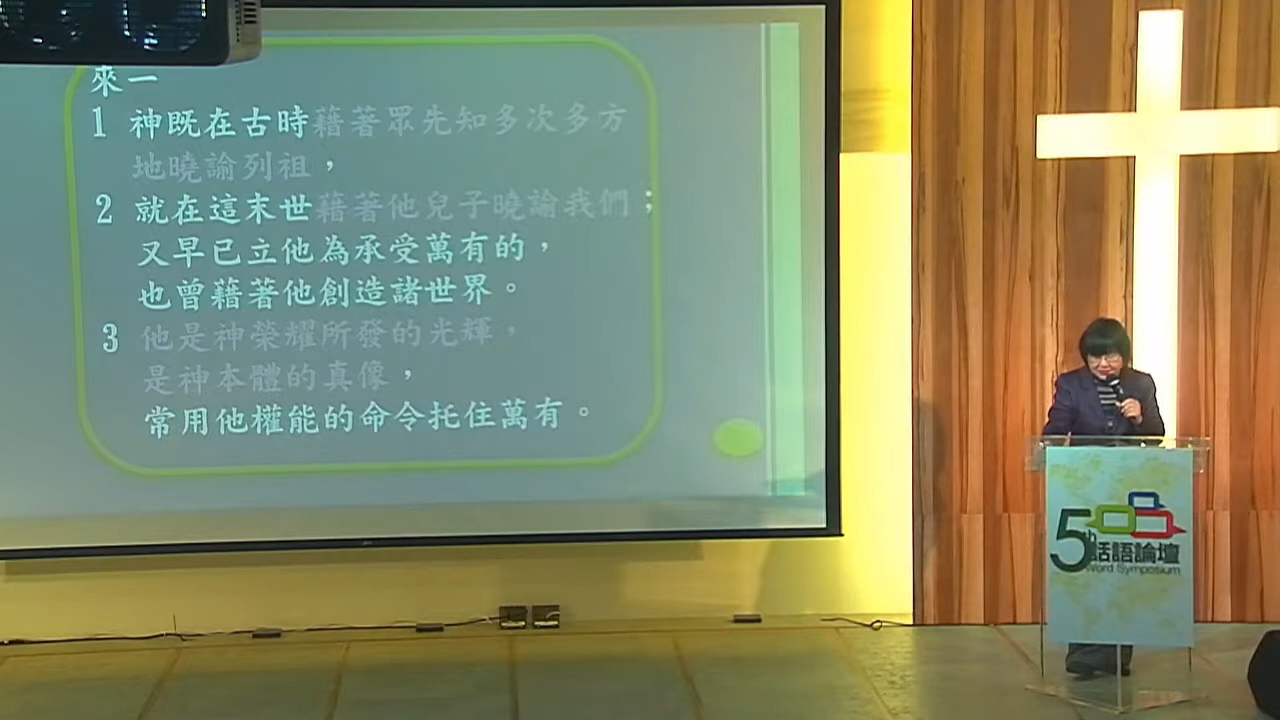 來一
1 神既在古時藉著眾先知多次多方
地曉諭列祖，
2 就在這末世藉著他兒子曉諭我們；
又早已立他為承受萬有的，
也曾藉著他創造諸世界。
3 他是神榮耀所發的光輝，
是神本體的真像，
常用他權能的命令托住萬有。
5th
話語論壇
Word Symposium